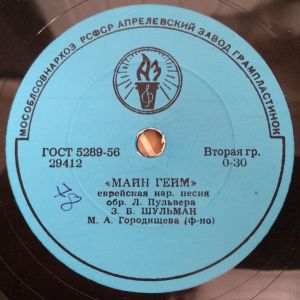 МОСОБЛСОВНАРХОЗ РСФСР АПРЕЛЕВСКИЙ ЗАВОД ГРАМПЛАСТИНОК
АЗ
ГОСТ 5289-56
29412
Вторая гр.
0-30
«МАЙН ГЕЙМ»
еврейская нар. песня
обр. Л. Пульвера
З. Б. ШУЛЬМАН
М. А. Городищева (ф-но)